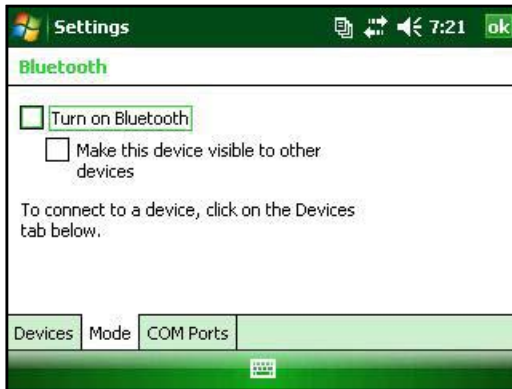 Settings 7:21 ok
Bluetooth
Turn on Bluetooth
Make this device visible to other
devices
To connect to a device, click on the Devices
tab below.
Devices Mode COM Ports